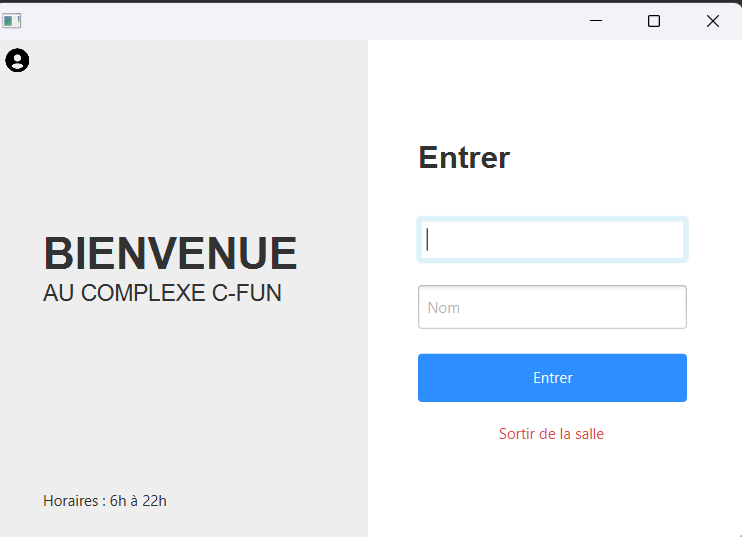 BIENVENUE
AU COMPLEXE C-FUN
Horaires : 6h à 22h
Entrer
Nom
Entrer
Sortir de la salle